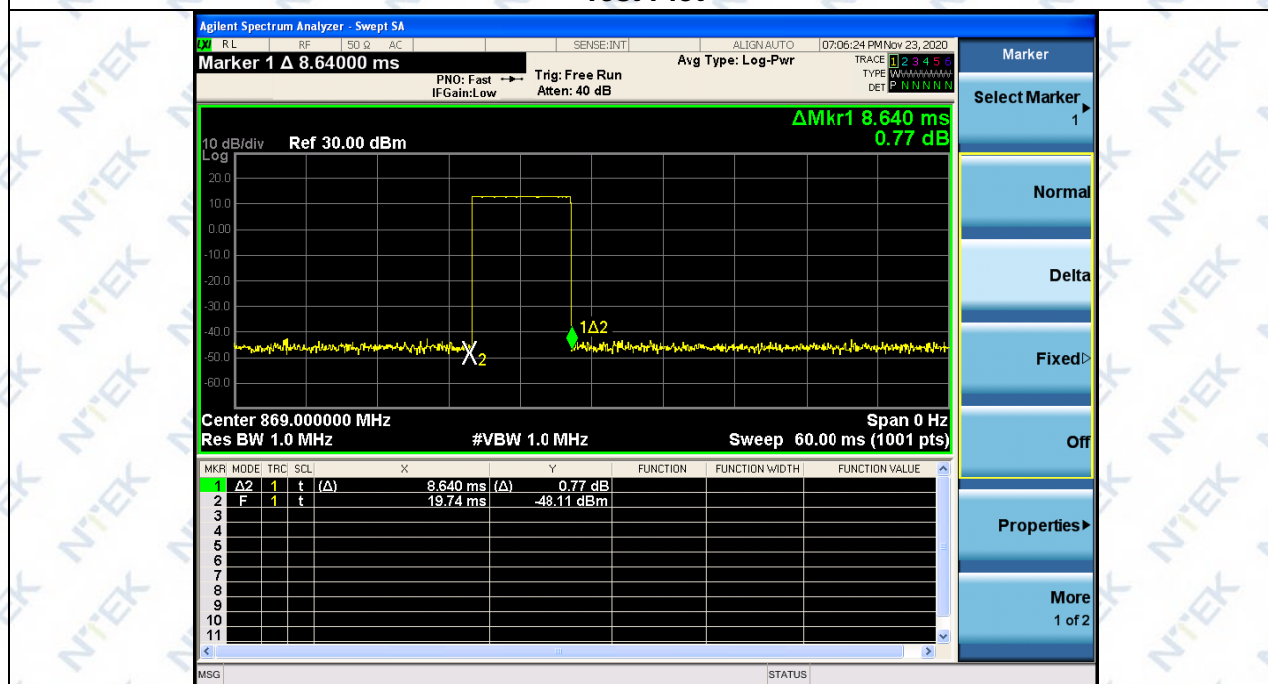 Test Plot
Agilent Spectrum Analyzer - Swept SA
LXI RL RF 50 Ω AC SENSE:INT ALIGN AUTO 07:06:24 PM Nov 23, 2020
Marker 1 Δ 8.64000 ms
PNO: Fast
IFGain:Low
Trig: Free Run
Atten: 40 dB
Avg Type: Log-Pwr
TRACE 1 2 3 4 5 6
TYPE W
DET P N N N N N
ΔMkr1 8.640 ms
0.77 dB
10 dB/div Ref 30.00 dBm
Log
20.0
10.0
0.00
-10.0
-20.0
-30.0
-40.0
-50.0
-60.0
1Δ2
X2
Center 869.000000 MHz Span 0 Hz
Res BW 1.0 MHz #VBW 1.0 MHz Sweep 60.00 ms (1001 pts)
MKR MODE TRC SCL X Y FUNCTION FUNCTION WIDTH FUNCTION VALUE
1 Δ2 1 t (Δ) 8.640 ms (Δ) 0.77 dB
2 F 1 t 19.74 ms -48.11 dBm
3
4
5
6
7
8
9
10
11
MSG STATUS
Marker
Select Marker
1
Normal
Delta
Fixed
Off
Properties
More
1 of 2
NTEK